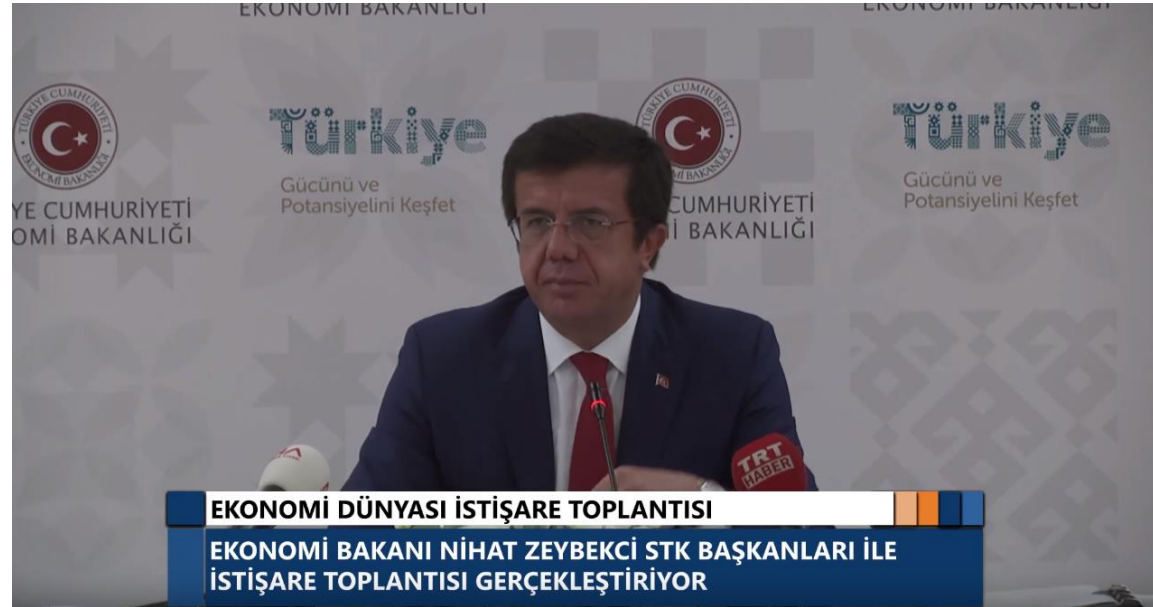 EKONOMİ BAKANLIĞI
EKONOMİ BAKANLIĞI
TÜRKİYE CUMHURİYETİ
EKONOMİ BAKANLIĞI
Türkiye
Gücünü ve
Potansiyelini Keşfet
YE CUMHURİYETİ
OMİ BAKANLIĞI
TÜRKİYE CUMHURİYETİ
EKONOMİ BAKANLIĞI
CUMHURİYETİ
İ BAKANLIĞI
Türkiye
Gücünü ve
Potansiyelini Keşfet
TRT
HABER
EKONOMİ DÜNYASI İSTİŞARE TOPLANTISI
EKONOMİ BAKANI NİHAT ZEYBEKCİ STK BAŞKANLARI İLE
İSTİŞARE TOPLANTISI GERÇEKLEŞTİRİYOR